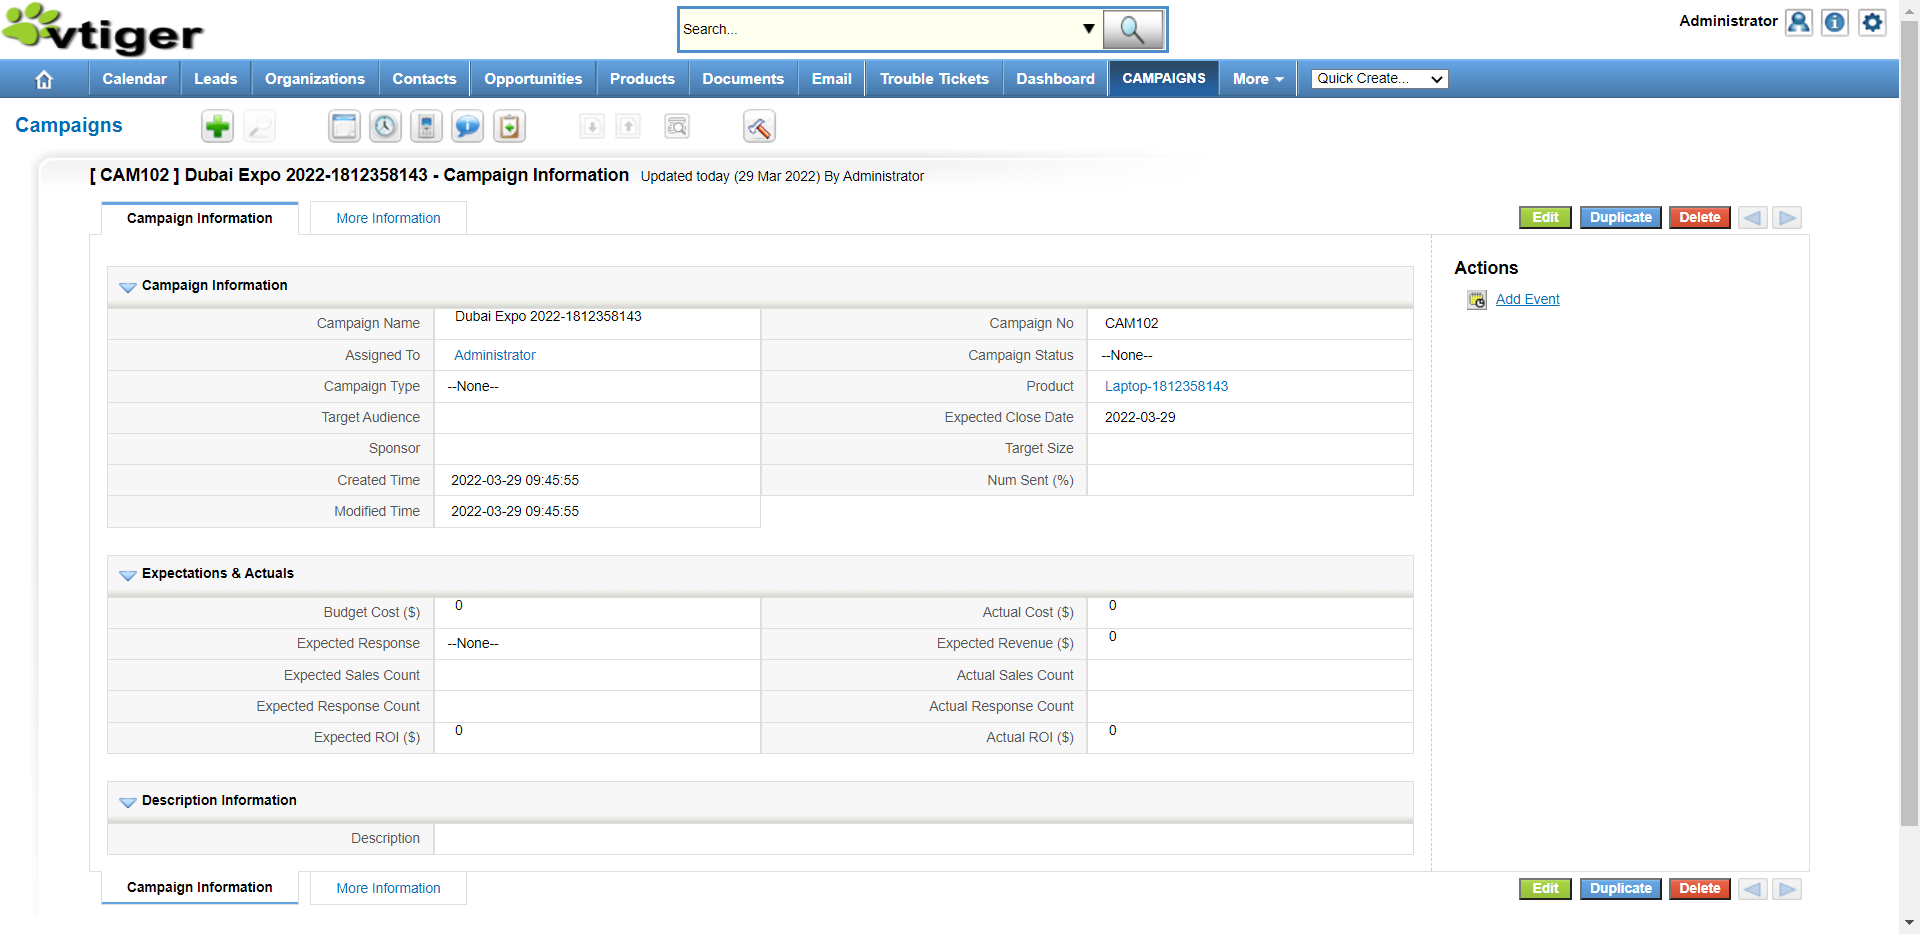 vtiger
Search...
Administrator
Calendar Leads Organizations Contacts Opportunities Products Documents Email Trouble Tickets Dashboard CAMPAIGNS More Quick Create...
Campaigns
[ CAM102 ] Dubai Expo 2022-1812358143 - Campaign Information Updated today (29 Mar 2022) By Administrator
Campaign Information More Information Edit Duplicate Delete
Campaign Information
Actions
Add Event
Campaign Name Dubai Expo 2022-1812358143 Campaign No CAM102
Assigned To Administrator Campaign Status --None--
Campaign Type --None-- Product Laptop-1812358143
Target Audience Expected Close Date 2022-03-29
Sponsor Target Size
Created Time 2022-03-29 09:45:55 Num Sent (%)
Modified Time 2022-03-29 09:45:55
Expectations & Actuals
Budget Cost ($) 0 Actual Cost ($) 0
Expected Response --None-- Expected Revenue ($) 0
Expected Sales Count Actual Sales Count
Expected Response Count Actual Response Count
Expected ROI ($) 0 Actual ROI ($) 0
Description Information
Description
Campaign Information More Information Edit Duplicate Delete